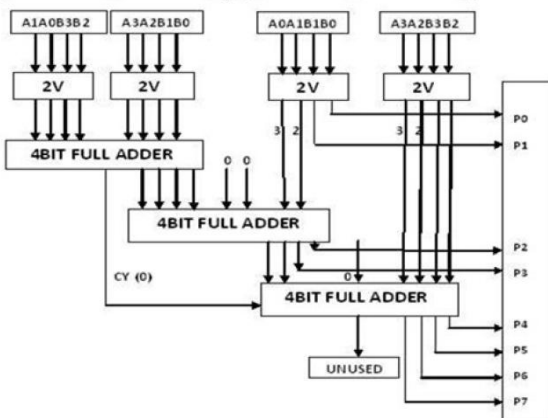 A1A0B3B2 A3A2B1B0 A0A1B1B0 A3A2B3B2
2V 2V 2V 2V
P0
3 2 3 2
P1
4BIT FULL ADDER
0 0
4BIT FULL ADDER
P2
P3
CY (0) 0
4BIT FULL ADDER
P4
P5
UNUSED
P6
P7